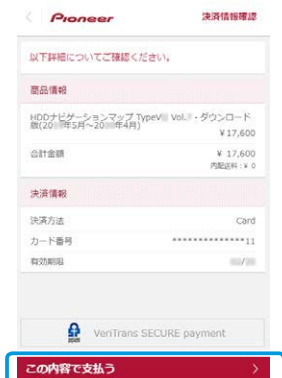 Pioneer
決済情報確認
以下詳細についてご確認ください。
商品情報
HDDナビゲーションマップ TypeV Vol. ・ダウンロード
版(20 年5月～20 年4月)
¥ 17,600
合計金額
¥ 17,600
内配送料：¥ 0
決済情報
決済方法
Card
カード番号
**************11
有効期限
/
VeriTrans SECURE payment
この内容で支払う